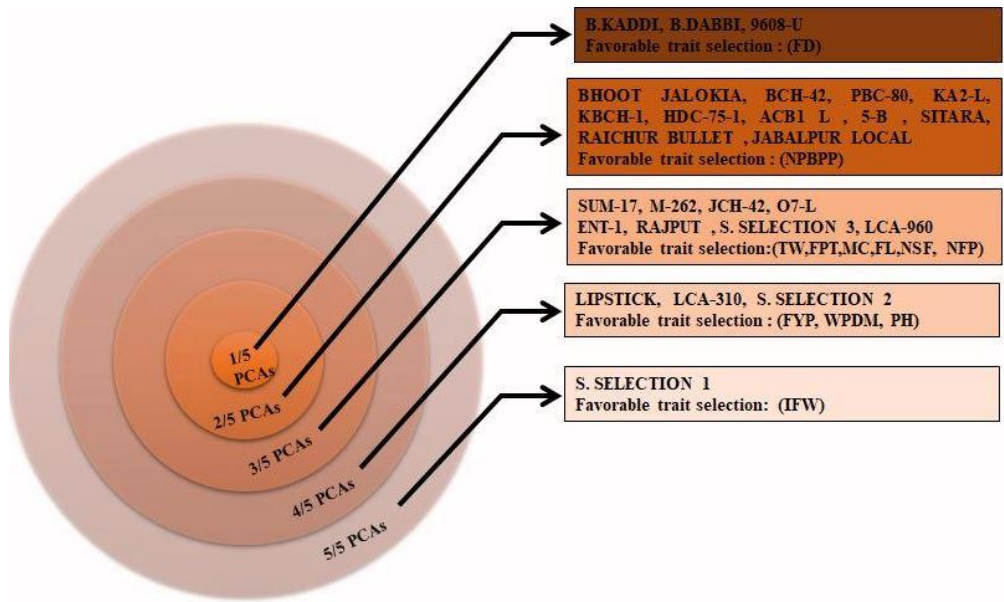 B.KADDI, B.DABBI, 9608-U
Favorable trait selection : (FD)
BHOOT JALOKIA, BCH-42, PBC-80, KA2-L,
KBCH-1, HDC-75-1, ACB1 L , 5-B , SITARA,
RAICHUR BULLET , JABALPUR LOCAL
Favorable trait selection : (NPBPP)
SUM-17, M-262, JCH-42, O7-L
ENT-1, RAJPUT , S. SELECTION 3, LCA-960
Favorable trait selection:(TW,FPT,MC,FL,NSF, NFP)
LIPSTICK, LCA-310, S. SELECTION 2
Favorable trait selection : (FYP, WPDM, PH)
S. SELECTION 1
Favorable trait selection: (IFW)
1/5
PCAs
2/5 PCAs
3/5 PCAs
4/5 PCAs
5/5 PCAs